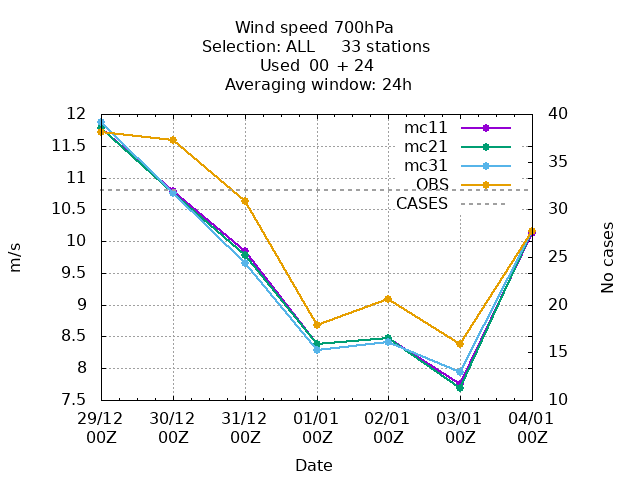 Wind speed 700hPa
Selection: ALL 33 stations
Used 00 + 24
Averaging window: 24h
12
11.5
11
10.5
10
9.5
9
8.5
8
7.5
m/s
40
35
30
25
20
15
10
No cases
mc11
mc21
mc31
OBS
CASES
29/12 30/12 31/12 01/01 02/01 03/01 04/01
00Z 00Z 00Z 00Z 00Z 00Z 00Z
Date